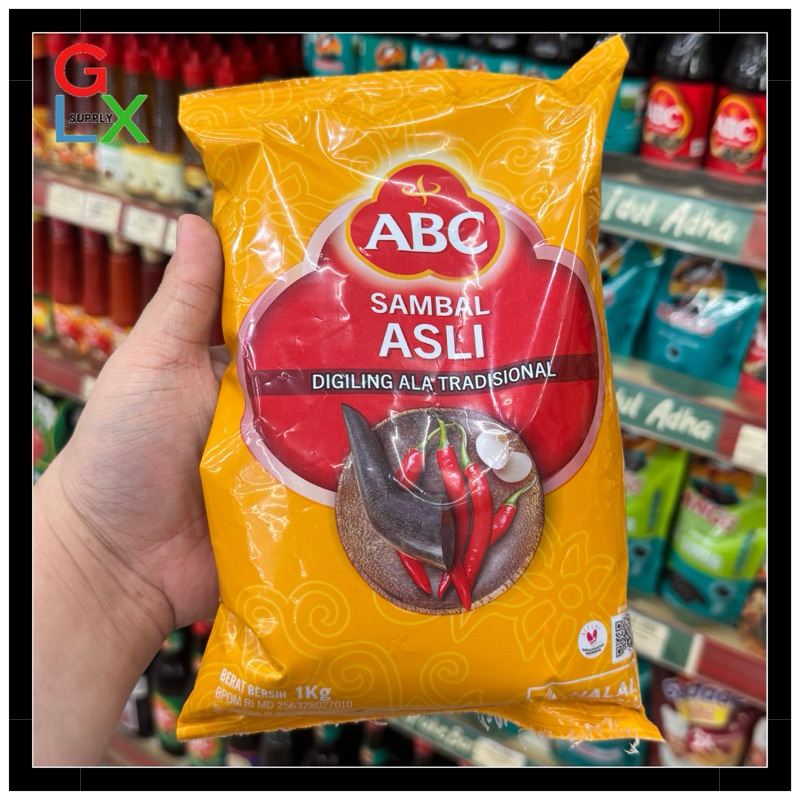 GLX
SUPPLY
ABC
ABC
ABC
SAMBAL
ASLI
DIGILING ALA TRADISIONAL
BERAT BERSIH 1Kg
BPOM RI MD 256328027010
HALAL
Idul Adha
Idul Adha